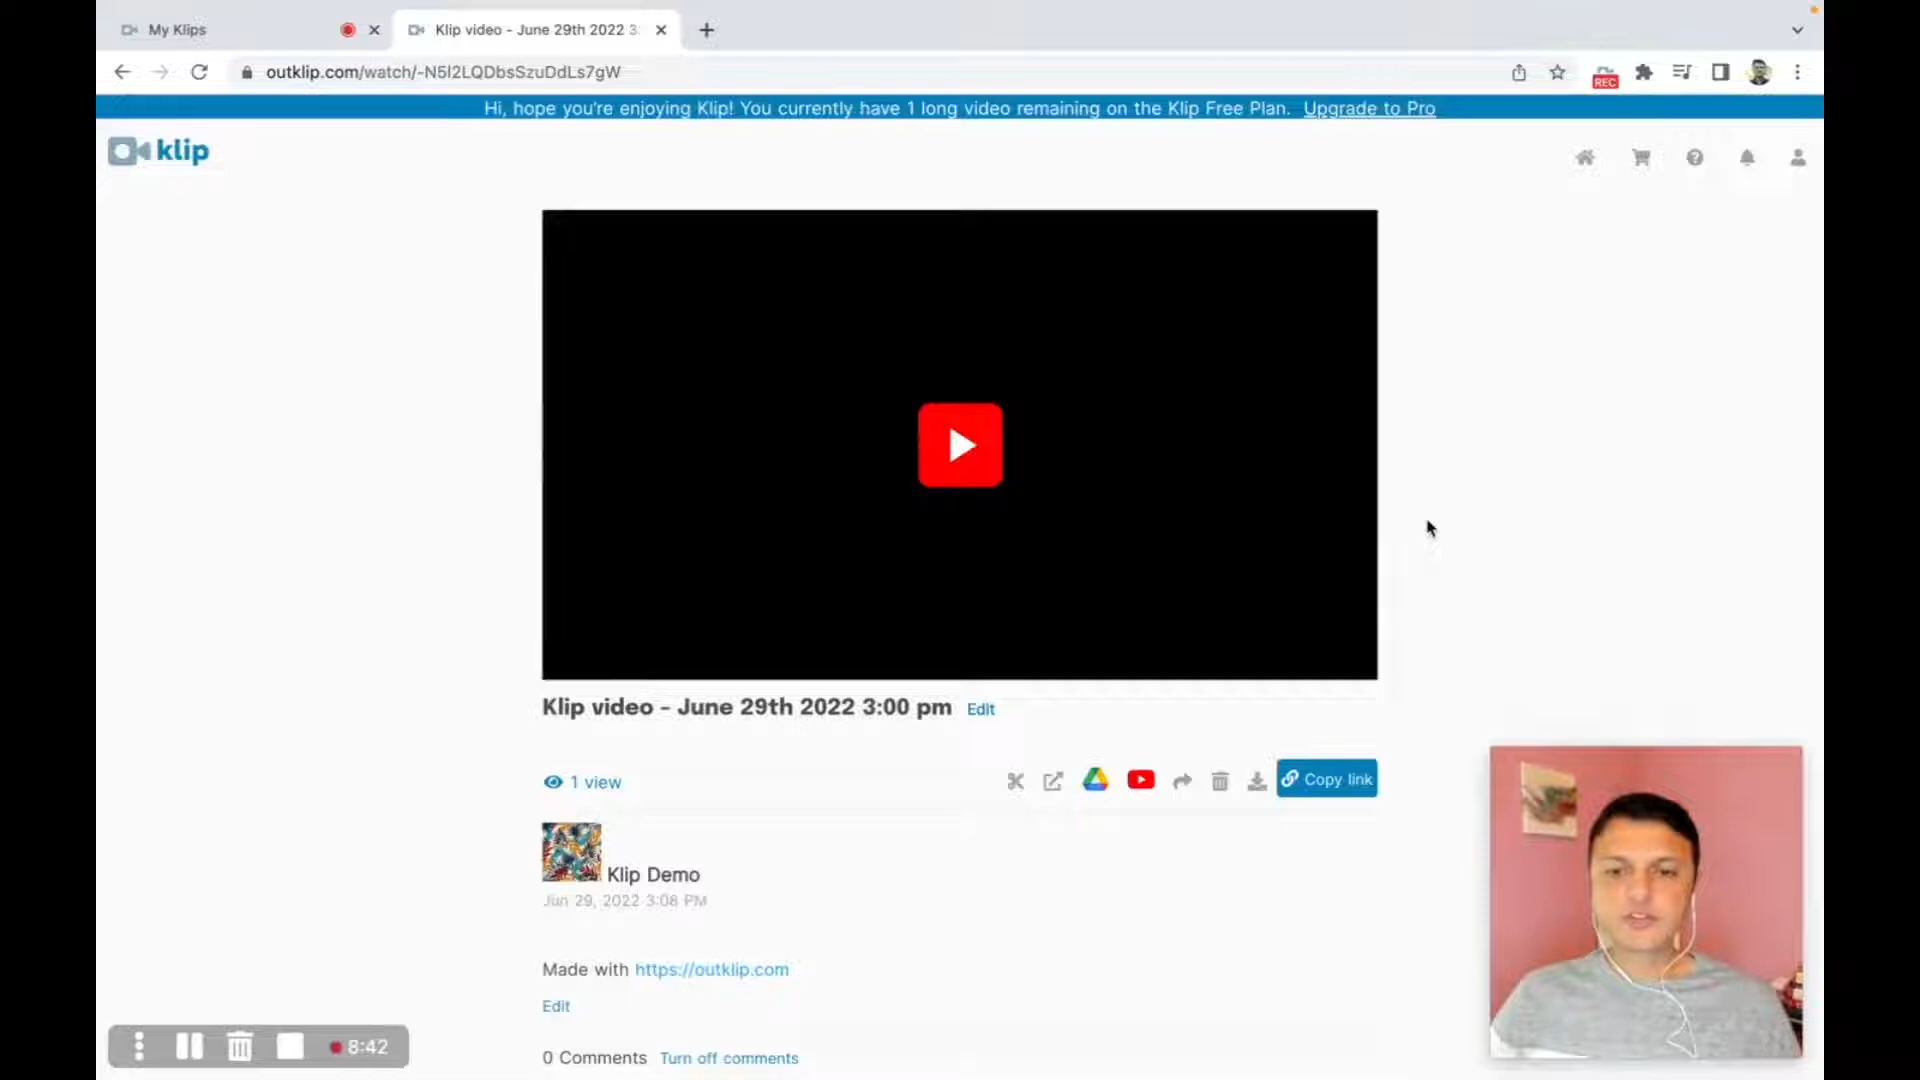 My Klips
Klip video - June 29th 2022 3:
outklip.com/watch/-N5I2LQDbsSzuDdLs7gW
REC
Hi, hope you're enjoying Klip! You currently have 1 long video remaining on the Klip Free Plan. Upgrade to Pro
klip
Klip video - June 29th 2022 3:00 pm Edit
1 view
Copy link
Klip Demo
Jun 29, 2022 3:08 PM
Made with https://outklip.com
Edit
8:42
0 Comments Turn off comments